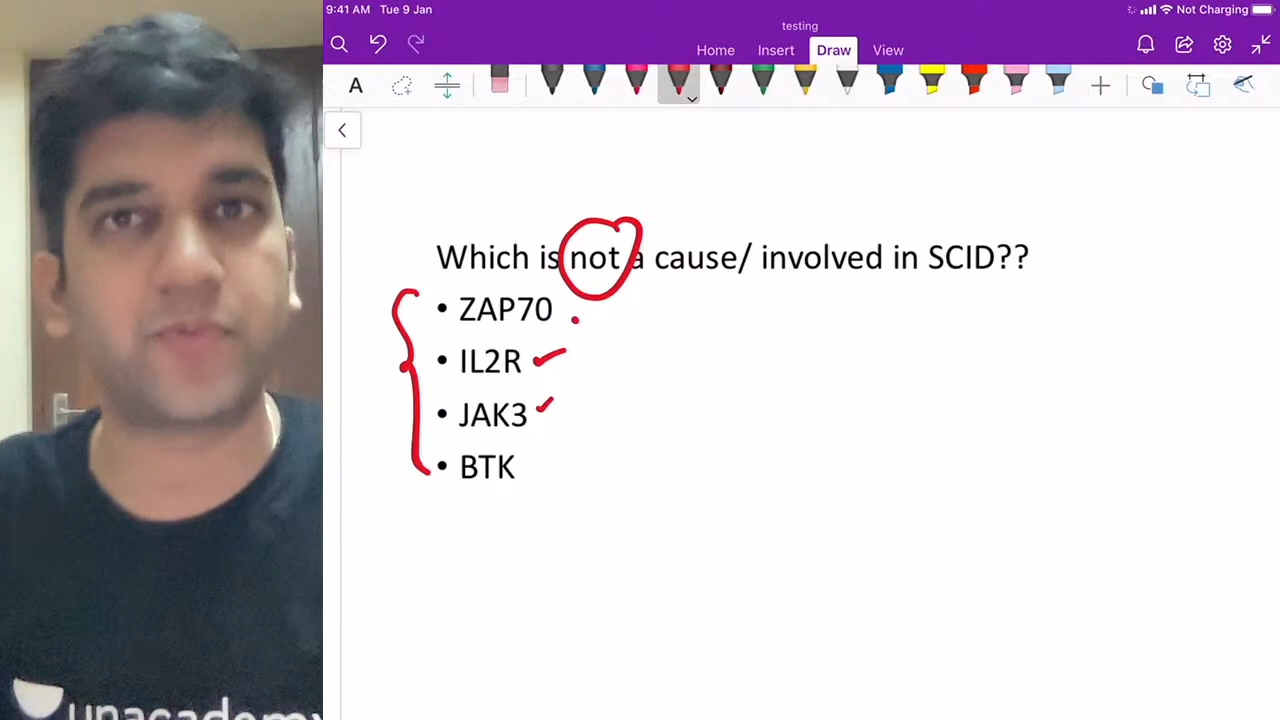 9:41 AM Tue 9 Jan
Not Charging
testing
Home Insert Draw View
A
Which is not a cause/ involved in SCID??
• ZAP70
• IL2R
• JAK3
• BTK
unacademy